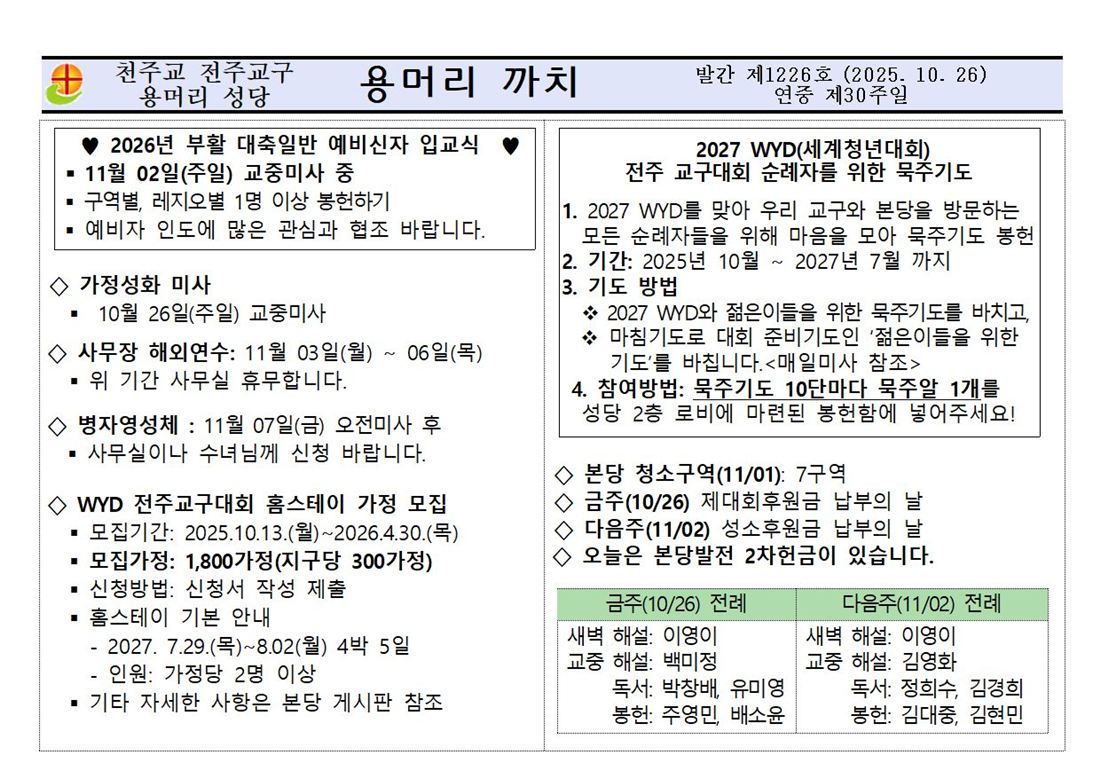 천주교 전주교구
용머리 성당
용머리 까치
발간 제1226호 (2025. 10. 26)
연중 제30주일
♥ 2026년 부활 대축일반 예비신자 입교식 ♥
▪ 11월 02일(주일) 교중미사 중
▪ 구역별, 레지오별 1명 이상 봉헌하기
▪ 예비자 인도에 많은 관심과 협조 바랍니다.
◇ 가정성화 미사
▪ 10월 26일(주일) 교중미사
◇ 사무장 해외연수: 11월 03일(월) ~ 06일(목)
▪ 위 기간 사무실 휴무합니다.
◇ 병자영성체 : 11월 07일(금) 오전미사 후
▪ 사무실이나 수녀님께 신청 바랍니다.
◇ WYD 전주교구대회 홈스테이 가정 모집
▪ 모집기간: 2025.10.13.(월)~2026.4.30.(목)
▪ 모집가정: 1,800가정(지구당 300가정)
▪ 신청방법: 신청서 작성 제출
▪ 홈스테이 기본 안내
- 2027. 7.29.(목)~8.02(월) 4박 5일
- 인원: 가정당 2명 이상
▪ 기타 자세한 사항은 본당 게시판 참조
2027 WYD(세계청년대회)
전주 교구대회 순례자를 위한 묵주기도
1. 2027 WYD를 맞아 우리 교구와 본당을 방문하는
모든 순례자들을 위해 마음을 모아 묵주기도 봉헌
2. 기간: 2025년 10월 ~ 2027년 7월 까지
3. 기도 방법
❖ 2027 WYD와 젊은이들을 위한 묵주기도를 바치고,
❖ 마침기도로 대회 준비기도인 '젊은이들을 위한
기도'를 바칩니다.<매일미사 참조>
4. 참여방법: 묵주기도 10단마다 묵주알 1개를
성당 2층 로비에 마련된 봉헌함에 넣어주세요!
◇ 본당 청소구역(11/01): 7구역
◇ 금주(10/26) 제대회후원금 납부의 날
◇ 다음주(11/02) 성소후원금 납부의 날
◇ 오늘은 본당발전 2차헌금이 있습니다.
금주(10/26) 전례
새벽 해설: 이영이
교중 해설: 백미정
독서: 박창배, 유미영
봉헌: 주영민, 배소윤
다음주(11/02) 전례
새벽 해설: 이영이
교중 해설: 김영화
독서: 정희수, 김경희
봉헌: 김대중, 김현민